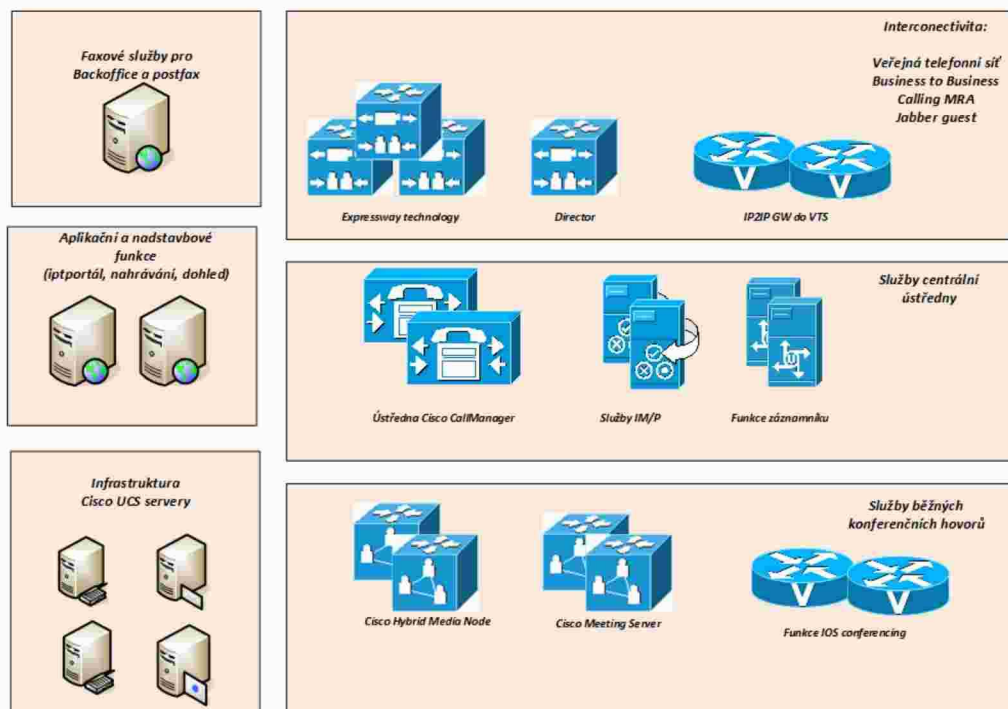 Faxové služby pro
Backoffice a postfax
Interconectivita:
Veřejná telefonni síť
Business to Business
Calling MRA
Jabber guest
Expressway technology
Director
IP2IP GW do VTS
Aplikační a nadstavbové
funkce
(iptportál, nahrávání, dohled)
Služby centrální
ústředny
Ústředna Cisco CallManager
Služby IM/P
Funkce záznamníku
Infrastruktura
Cisco UCS servery
Služby běžných
konferenčních hovorů
Cisco Hybrid Media Node
Cisco Meeting Server
Funkce IOS conferencing
V
V
U
V
V